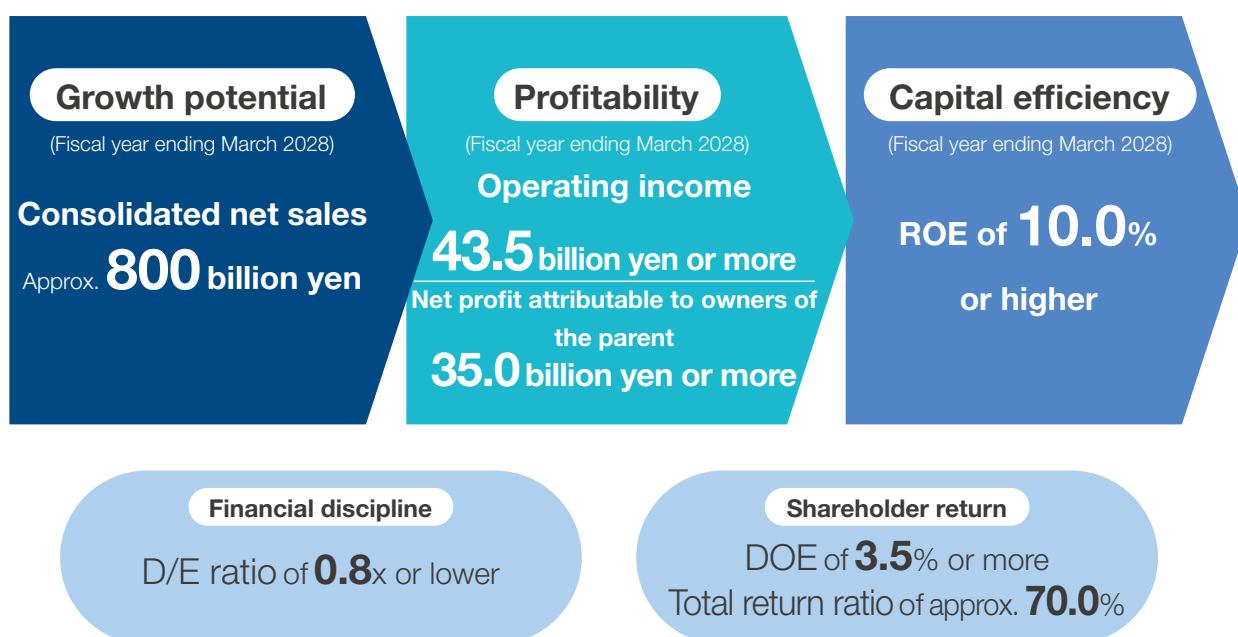 Growth potential
(Fiscal year ending March 2028)
Consolidated net sales
Approx. 800 billion yen
Profitability
(Fiscal year ending March 2028)
Operating income
43.5 billion yen or more
Net profit attributable to owners of
the parent
35.0 billion yen or more
Capital efficiency
(Fiscal year ending March 2028)
ROE of 10.0%
or higher
Financial discipline
D/E ratio of 0.8x or lower
Shareholder return
DOE of 3.5% or more
Total return ratio of approx. 70.0%